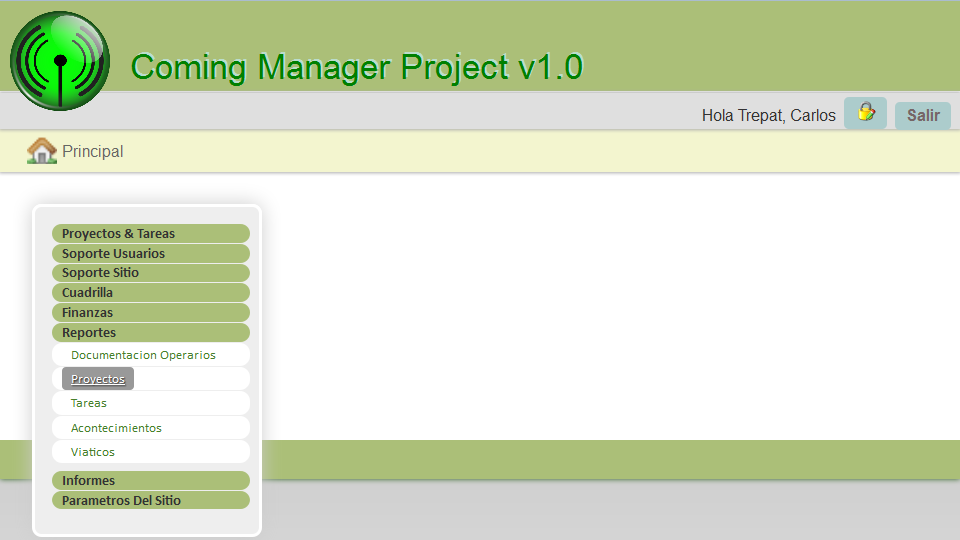 Coming Manager Project v1.0
Hola Trepat, Carlos
Salir
Principal
Proyectos & Tareas
Soporte Usuarios
Soporte Sitio
Cuadrilla
Finanzas
Reportes
Documentacion Operarios
Proyectos
Tareas
Acontecimientos
Viaticos
Informes
Parametros Del Sitio